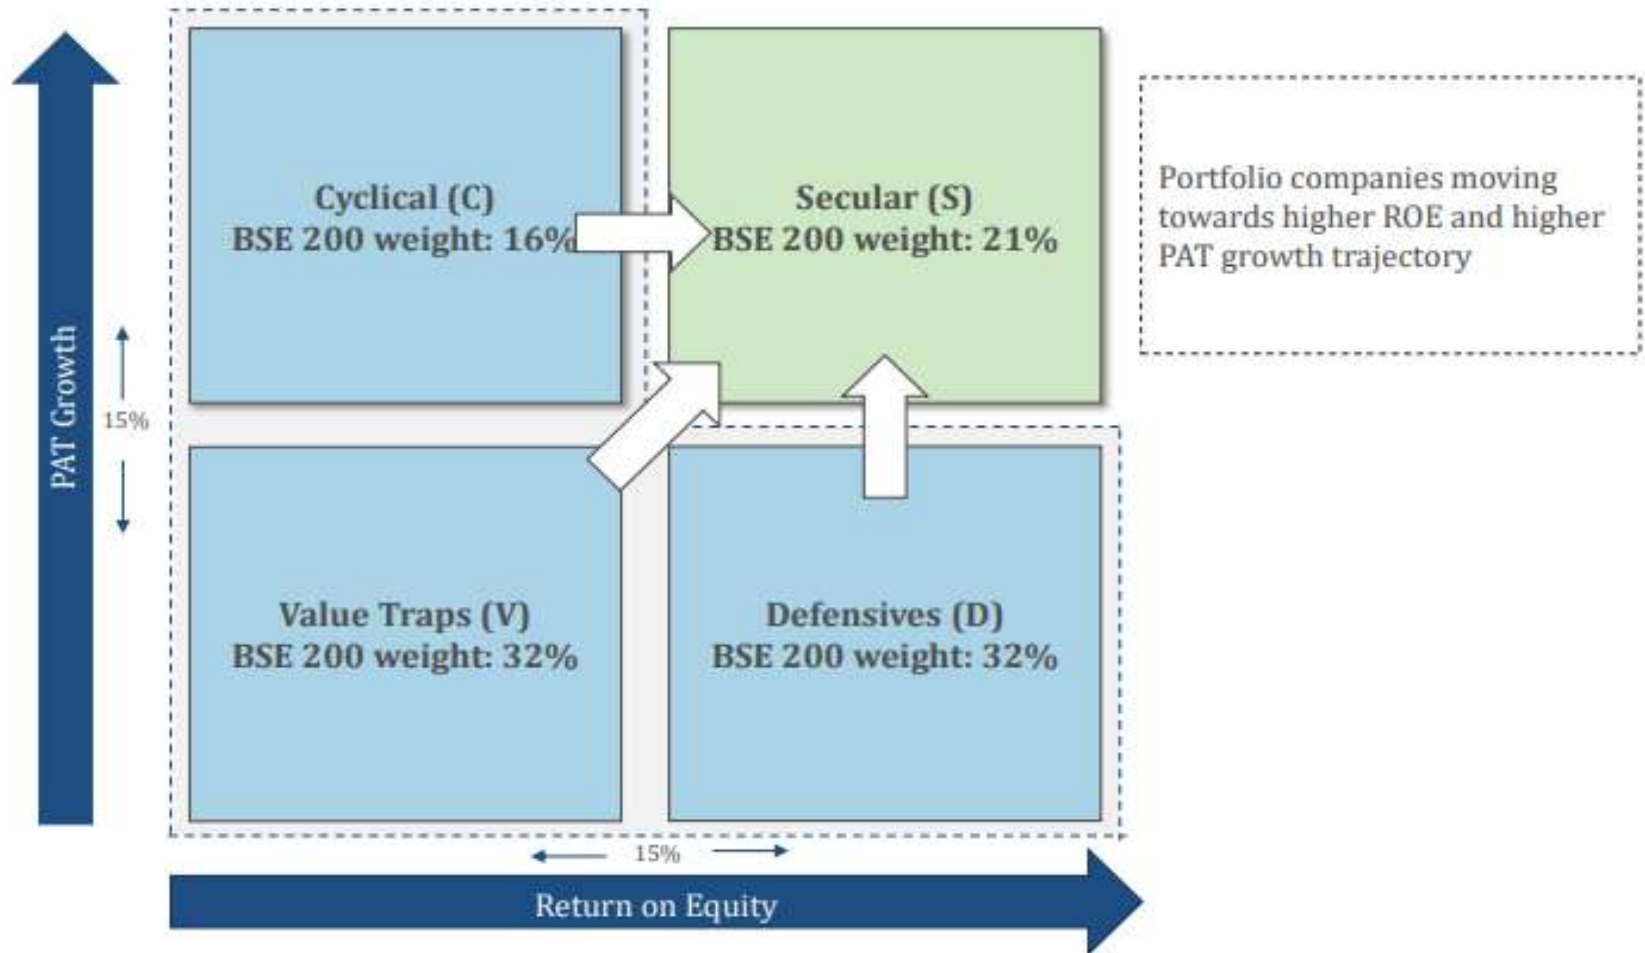 Cyclical (C)
BSE 200 weight: 16%
Secular (S)
BSE 200 weight: 21%
Portfolio companies moving
towards higher ROE and higher
PAT growth trajectory
PAT Growth
15%
Value Traps (V)
BSE 200 weight: 32%
Defensives (D)
BSE 200 weight: 32%
15%
Return on Equity